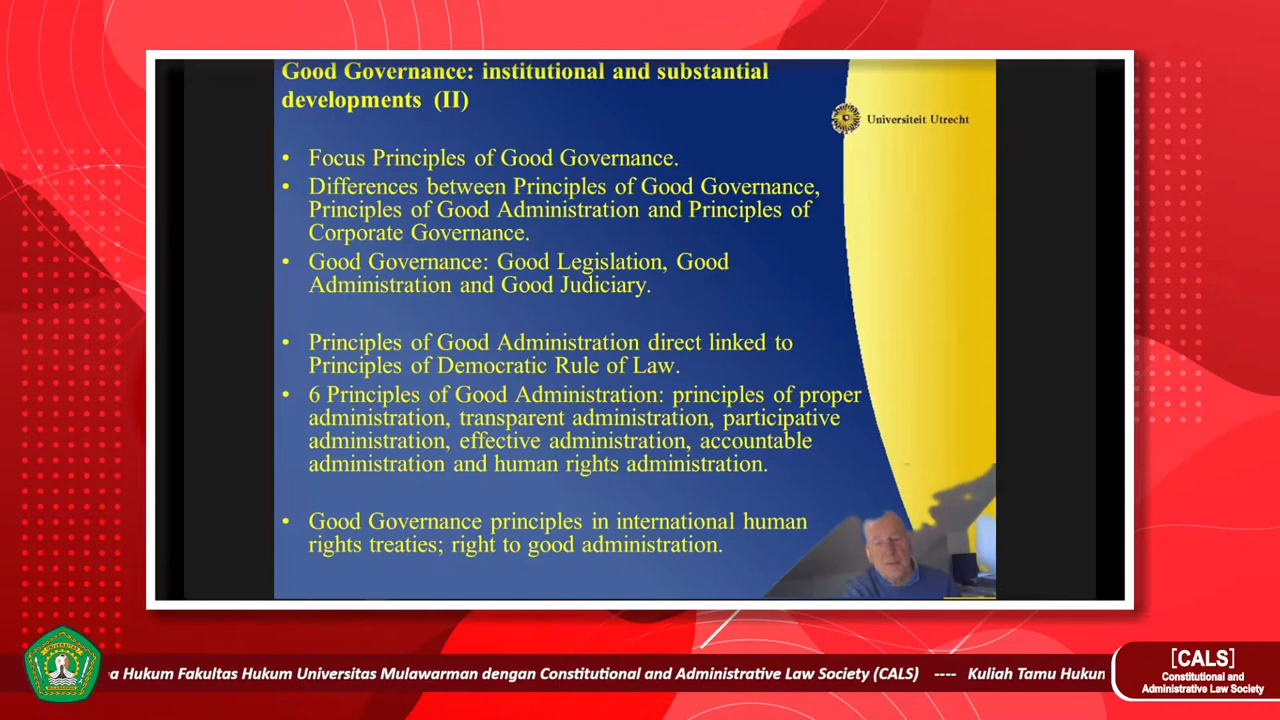 Good Governance: institutional and substantial
developments (II)
Universiteit Utrecht
• Focus Principles of Good Governance.
• Differences between Principles of Good Governance,
Principles of Good Administration and Principles of
Corporate Governance.
• Good Governance: Good Legislation, Good
Administration and Good Judiciary.
• Principles of Good Administration direct linked to
Principles of Democratic Rule of Law.
• 6 Principles of Good Administration: principles of proper
administration, transparent administration, participative
administration, effective administration, accountable
administration and human rights administration.
• Good Governance principles in international human
rights treaties; right to good administration.
a Hukum Fakultas Hukum Universitas Mulawarman dengan Constitutional and Administrative Law Society (CALS) ---- Kuliah Tamu Hukun
[CALS]
Constitutional and
Administrative Law Society